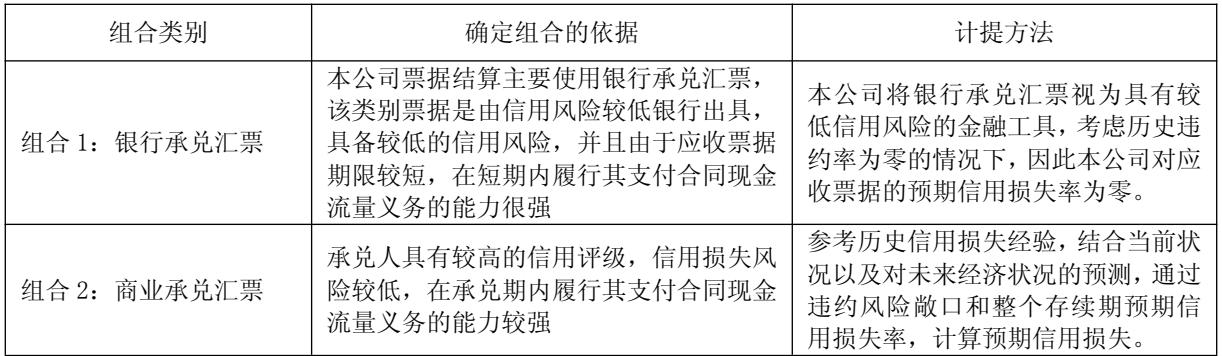 组合类别
确定组合的依据
计提方法
组合 1：银行承兑汇票
本公司票据结算主要使用银行承兑汇票，
该类别票据是由信用风险较低银行出具，
具备较低的信用风险，并且由于应收票据
期限较短，在短期内履行其支付合同现金
流量义务的能力很强
本公司将银行承兑汇票视为具有较
低信用风险的金融工具，考虑历史违
约率为零的情况下，因此本公司对应
收票据的预期信用损失率为零。
组合 2：商业承兑汇票
承兑人具有较高的信用评级，信用损失风
险较低，在承兑期内履行其支付合同现金
流量义务的能力较强
参考历史信用损失经验，结合当前状
况以及对未来经济状况的预测，通过
违约风险敞口和整个存续期预期信
用损失率，计算预期信用损失。